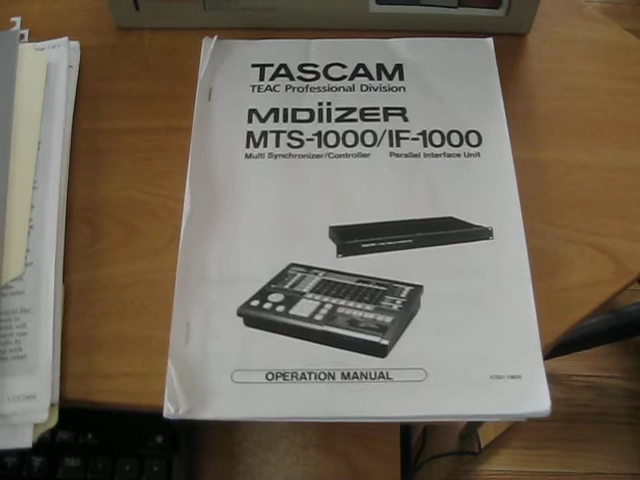 TASCAM
TEAC Professional Division
MIDiiZER
MTS-1000/IF-1000
Multi Synchronizer/Controller Parallel Interface Unit
OPERATION MANUAL